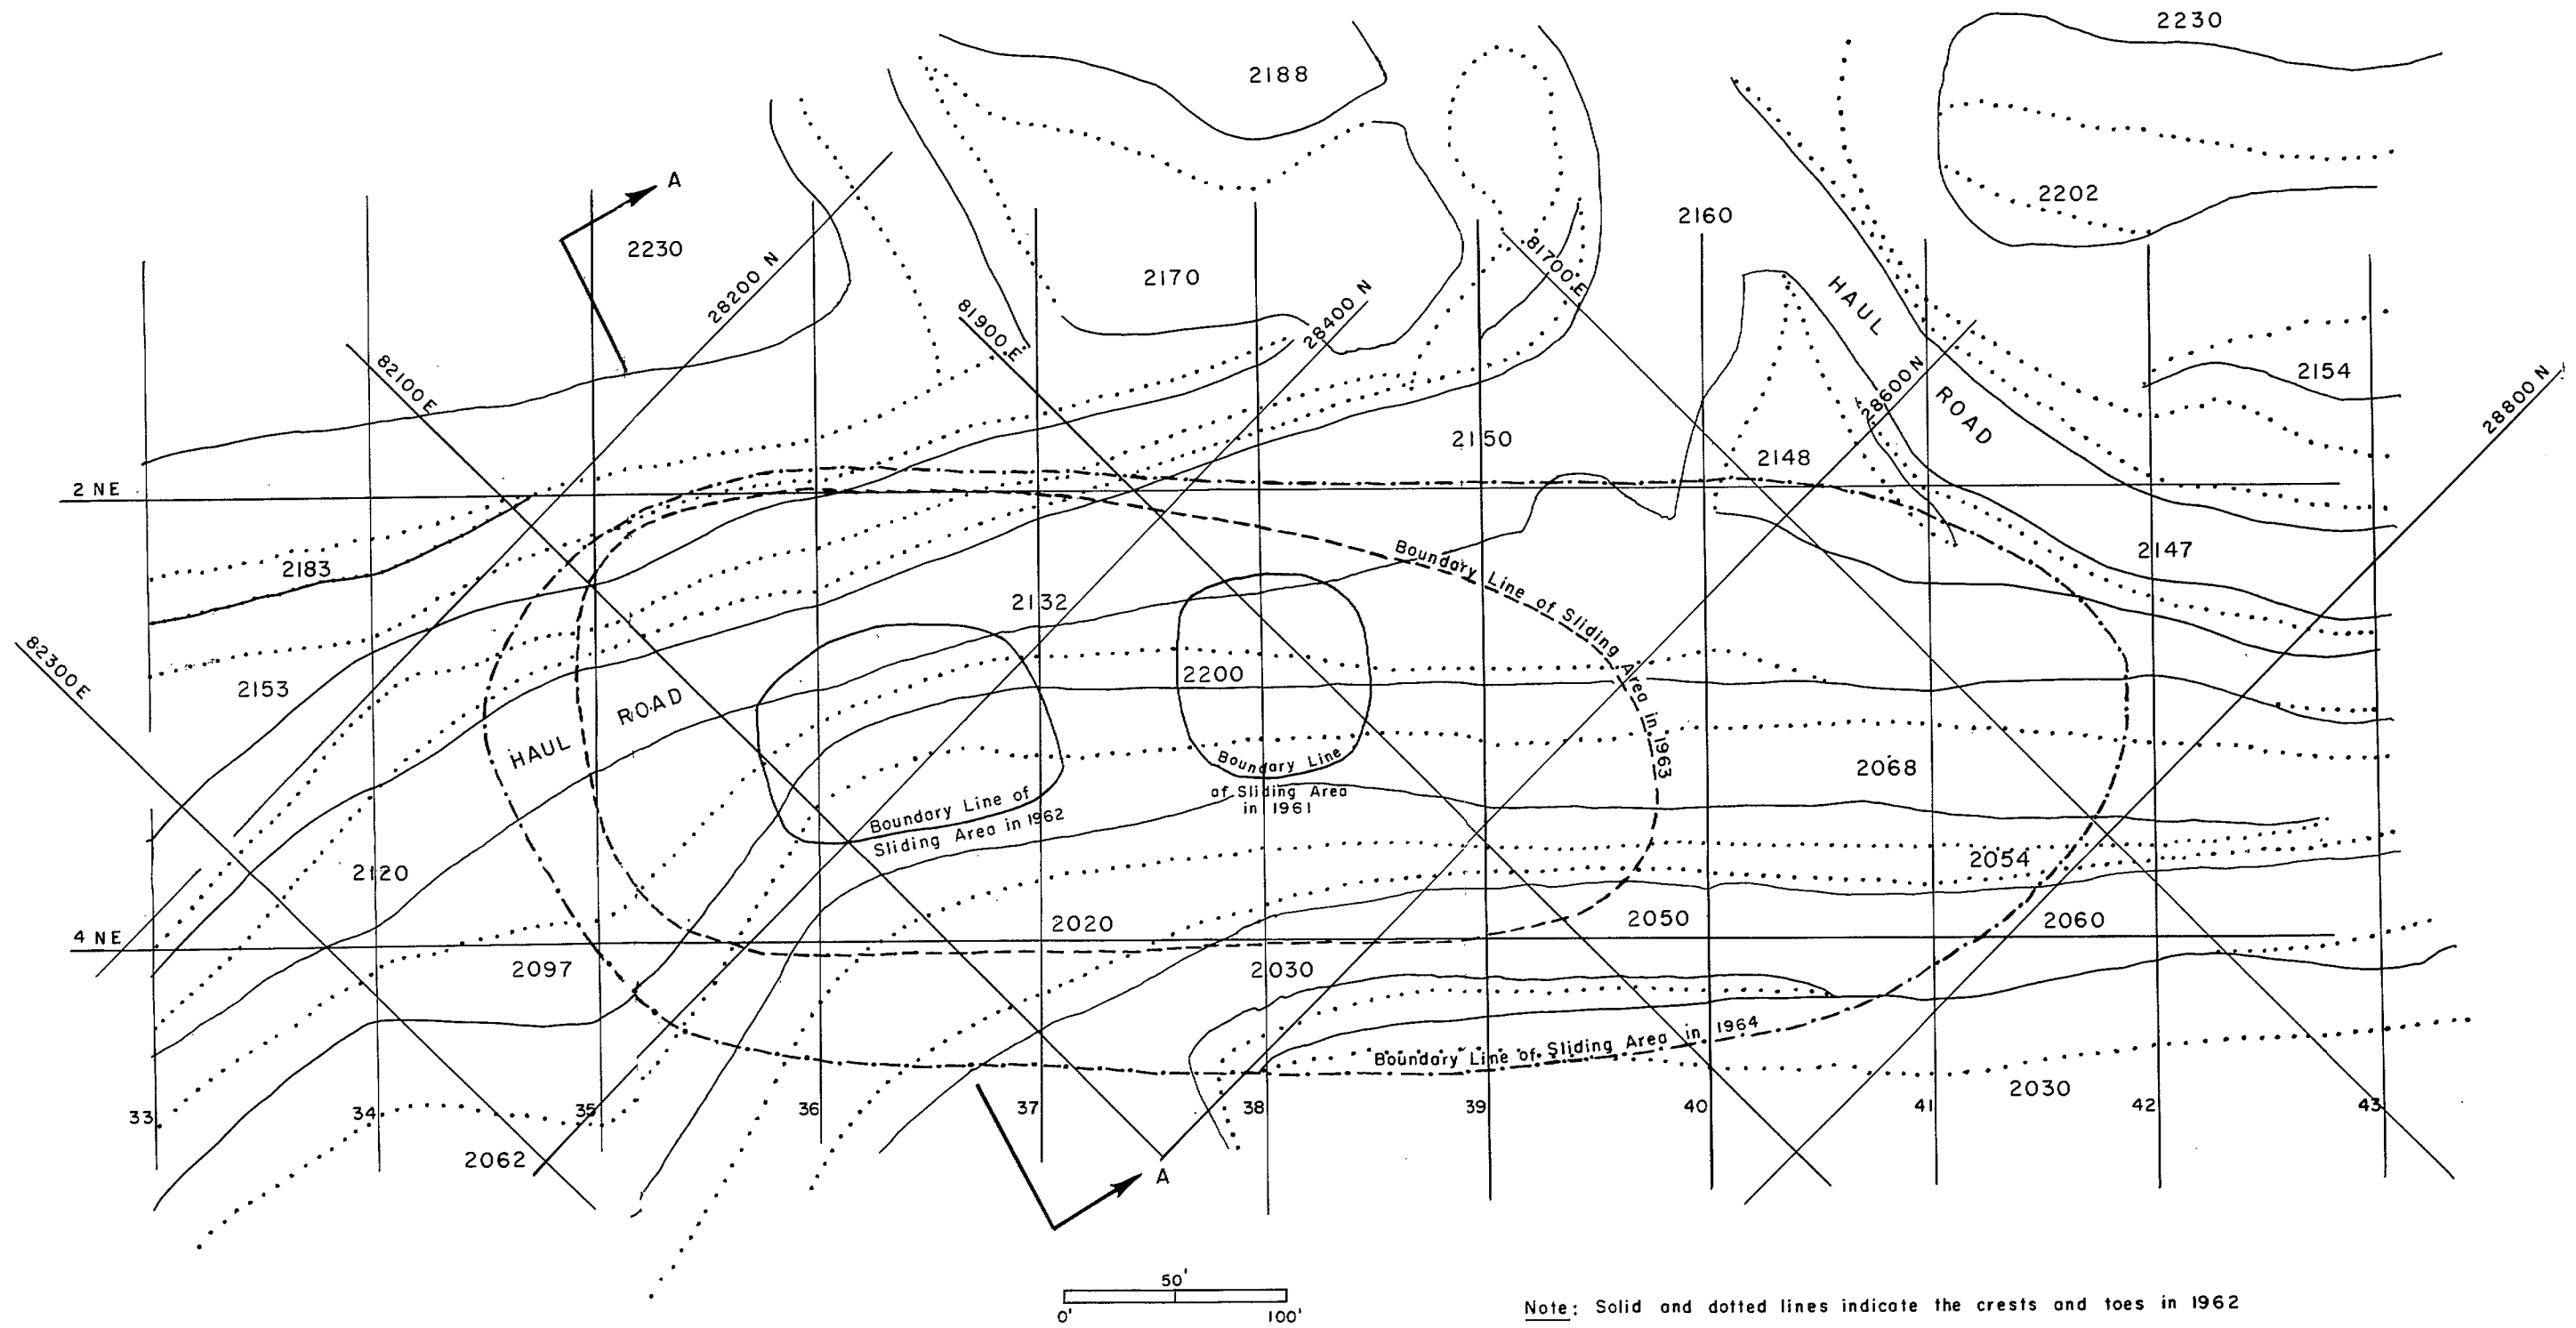 2230
2188
A
2202
2160
2230
28200 N
2170
81700 E
28400 N
HAUL
ROAD
81900 E
82100 E
28600 N
2154
28800 N
2150
2148
2 NE
2183
2147
Boundary Line of Sliding Area in 1963
2132
82300 E
2153
2200
HAUL ROAD
2068
Boundary Line
of Sliding Area
in 1961
Boundary Line of
Sliding Area in 1962
2120
2054
4 NE
2020
2050
2060
2097
2030
Boundary Line of Sliding Area in 1964
2030
33
34
35
36
37
38
39
40
41
42
43
2062
A
50'
0'
100'
Note: Solid and dotted lines indicate the crests and toes in 1962